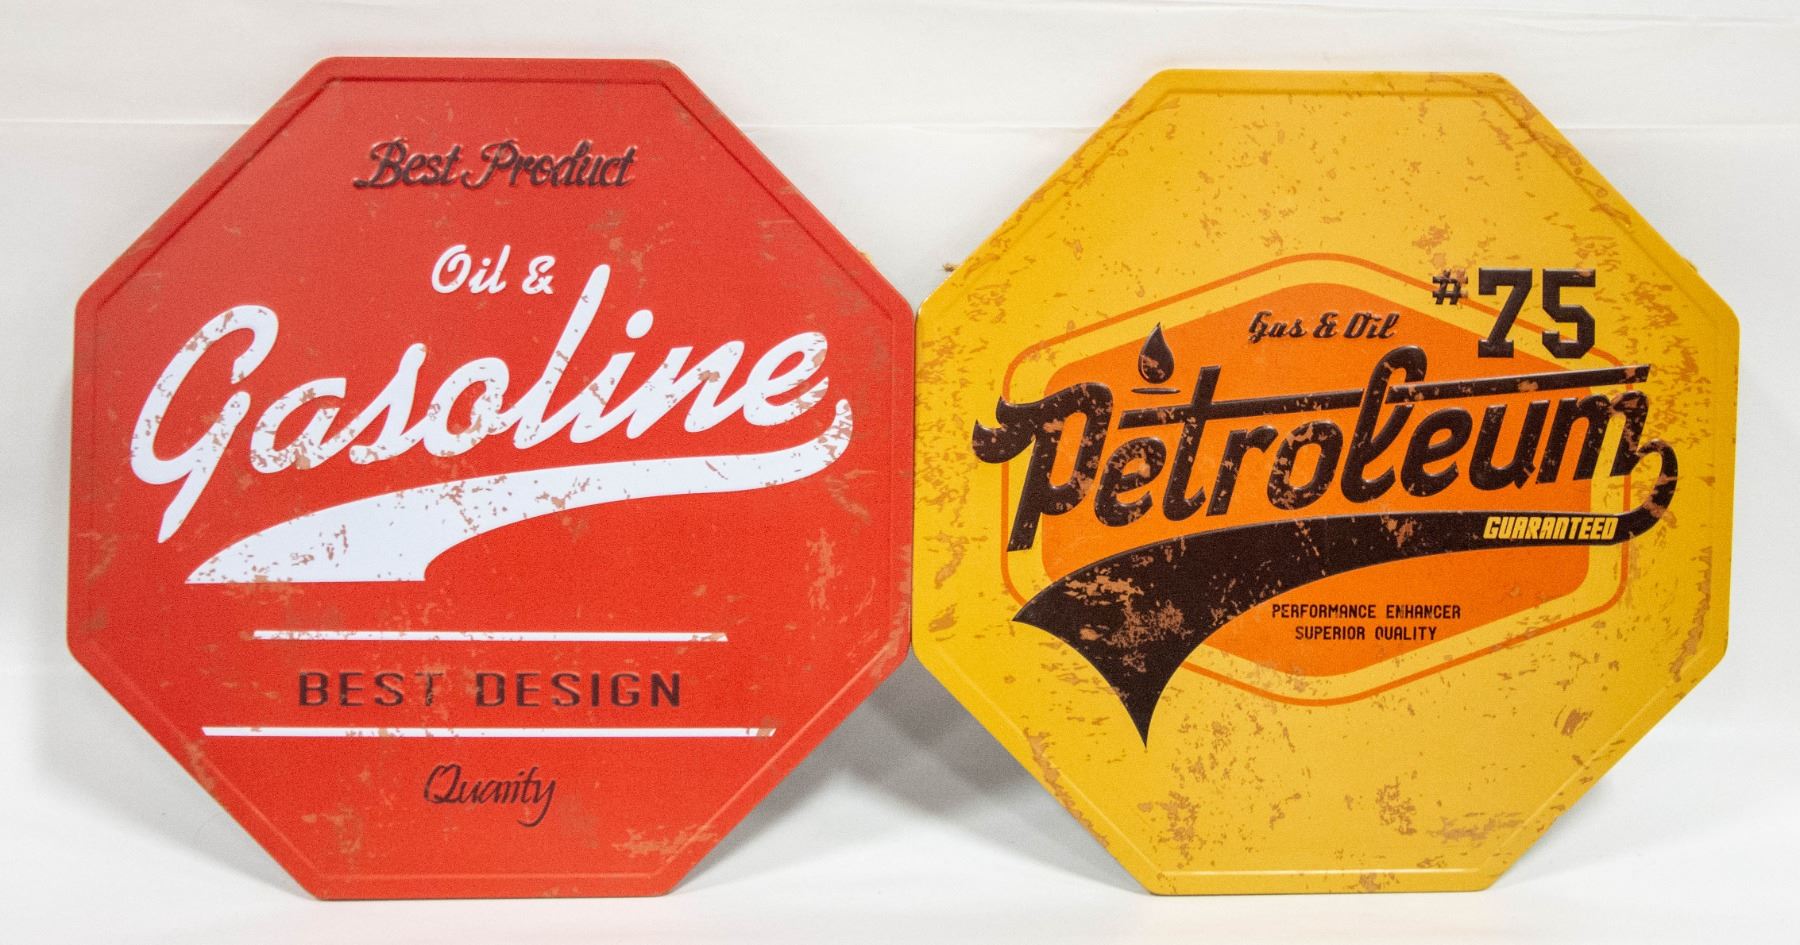 Best Product
Oil &
Gasoline
BEST DESIGN
Quanity
#75
Gas & Oil
Petroleum
GUARANTEED
PERFORMANCE ENHANCER
SUPERIOR QUALITY